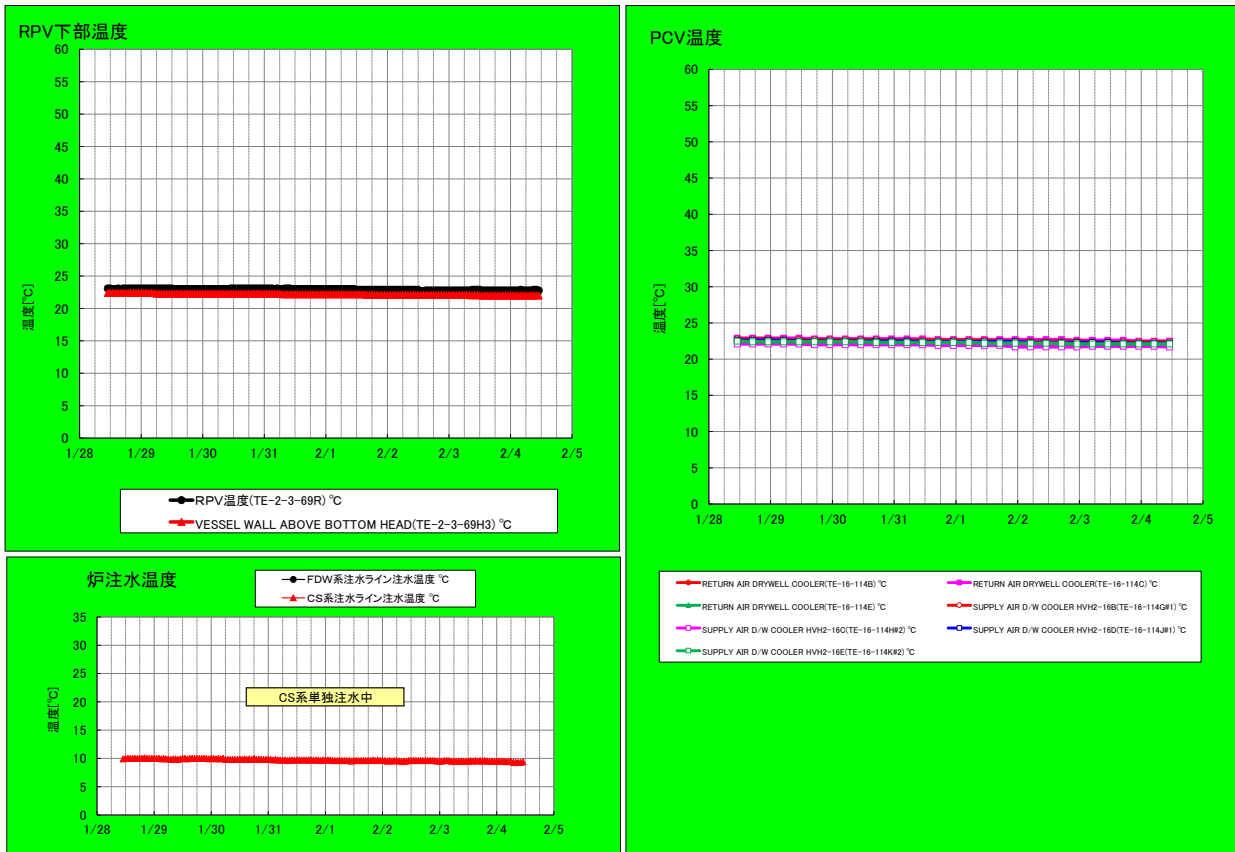 RPV下部温度
60
55
50
45
40
35
30
25
20
15
10
5
0
温度[℃]
1/28 1/29 1/30 1/31 2/1 2/2 2/3 2/4 2/5
RPV温度(TE-2-3-69R) ℃
VESSEL WALL ABOVE BOTTOM HEAD(TE-2-3-69H3) ℃
炉注水温度
FDW系注水ライン注水温度 ℃
CS系注水ライン注水温度 ℃
35
30
25
20
15
10
5
0
温度[℃]
CS系単独注水中
1/28 1/29 1/30 1/31 2/1 2/2 2/3 2/4 2/5
PCV温度
60
55
50
45
40
35
30
25
20
15
10
5
0
温度[℃]
1/28 1/29 1/30 1/31 2/1 2/2 2/3 2/4 2/5
RETURN AIR DRYWELL COOLER(TE-16-114B) ℃
RETURN AIR DRYWELL COOLER(TE-16-114C) ℃
RETURN AIR DRYWELL COOLER(TE-16-114E) ℃
SUPPLY AIR D/W COOLER HVH2-16B(TE-16-114G#1) ℃
SUPPLY AIR D/W COOLER HVH2-16C(TE-16-114H#2) ℃
SUPPLY AIR D/W COOLER HVH2-16D(TE-16-114J#1) ℃
SUPPLY AIR D/W COOLER HVH2-16E(TE-16-114K#2) ℃